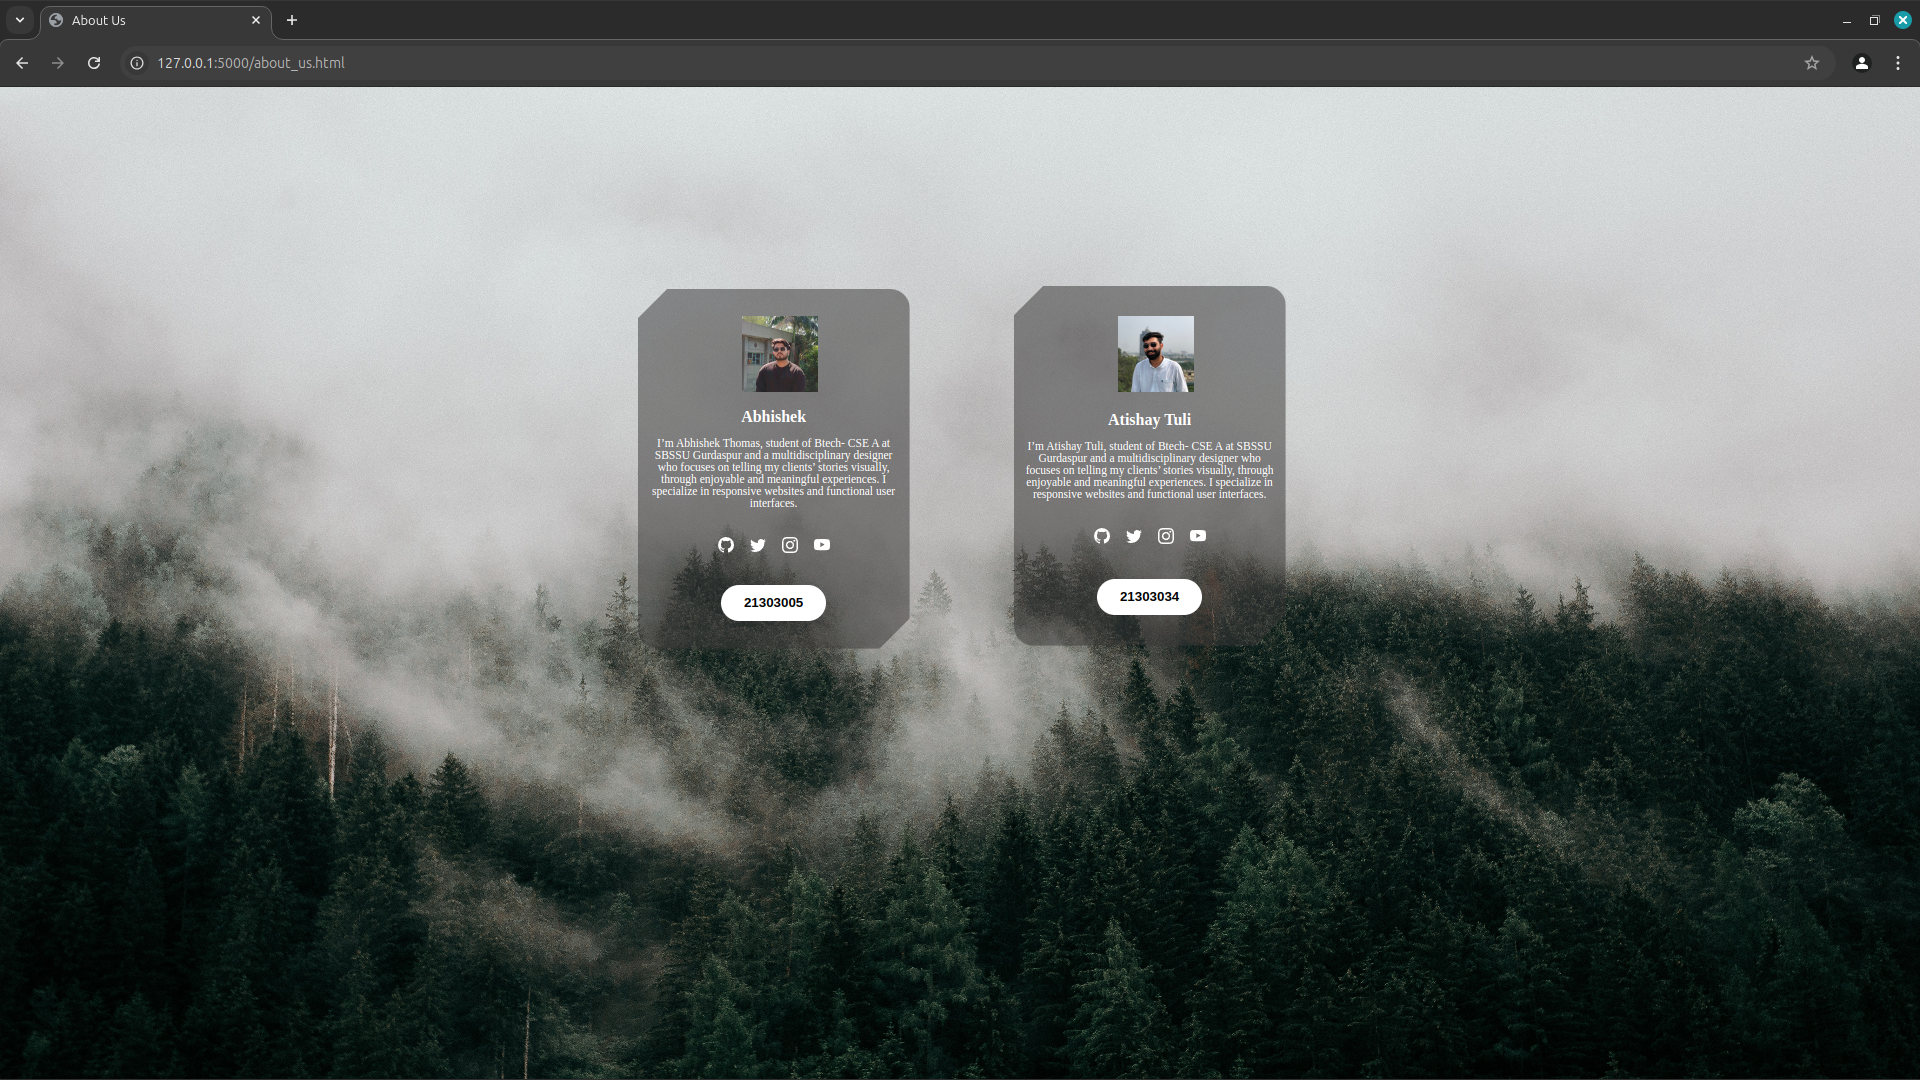 About Us
127.0.0.1:5000/about_us.html
Abhishek
I’m Abhishek Thomas, student of Btech- CSE A at
SBSSU Gurdaspur and a multidisciplinary designer
who focuses on telling my clients’ stories visually,
through enjoyable and meaningful experiences. I
specialize in responsive websites and functional user
interfaces.
21303005
Atishay Tuli
I’m Atishay Tuli, student of Btech- CSE A at SBSSU
Gurdaspur and a multidisciplinary designer who
focuses on telling my clients’ stories visually, through
enjoyable and meaningful experiences. I specialize in
responsive websites and functional user interfaces.
21303034